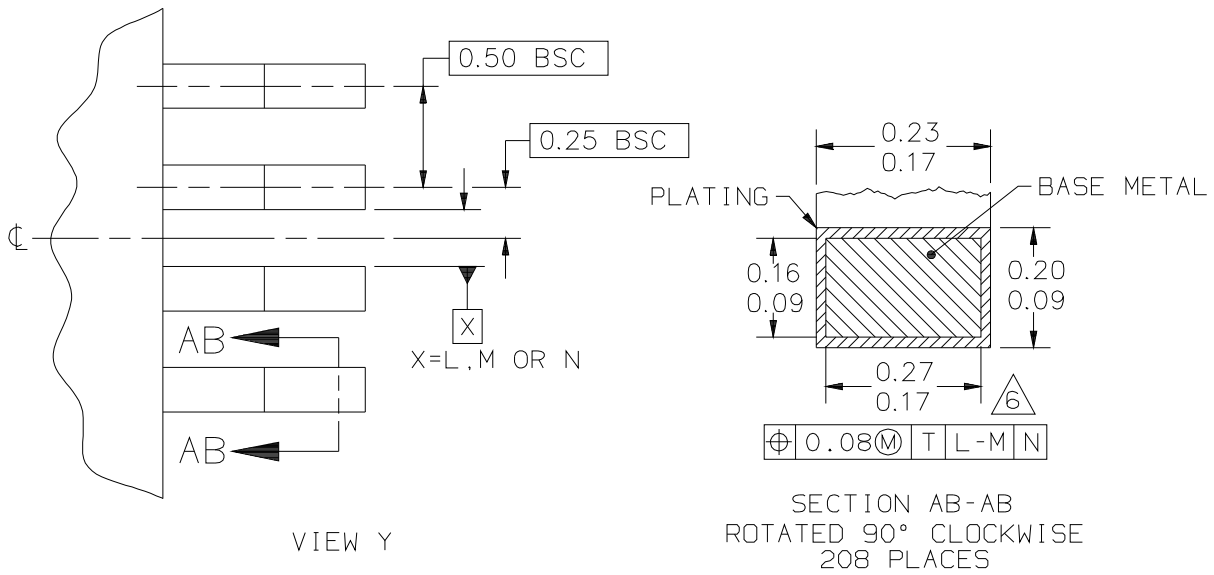 0.50 BSC
0.25 BSC
℄
X
X=L,M OR N
AB
AB
VIEW Y
0.23
0.17
PLATING
BASE METAL
0.16
0.09
0.20
0.09
0.27
0.17
6
⌖ 0.08Ⓜ T L-M N
SECTION AB-AB
ROTATED 90° CLOCKWISE
208 PLACES